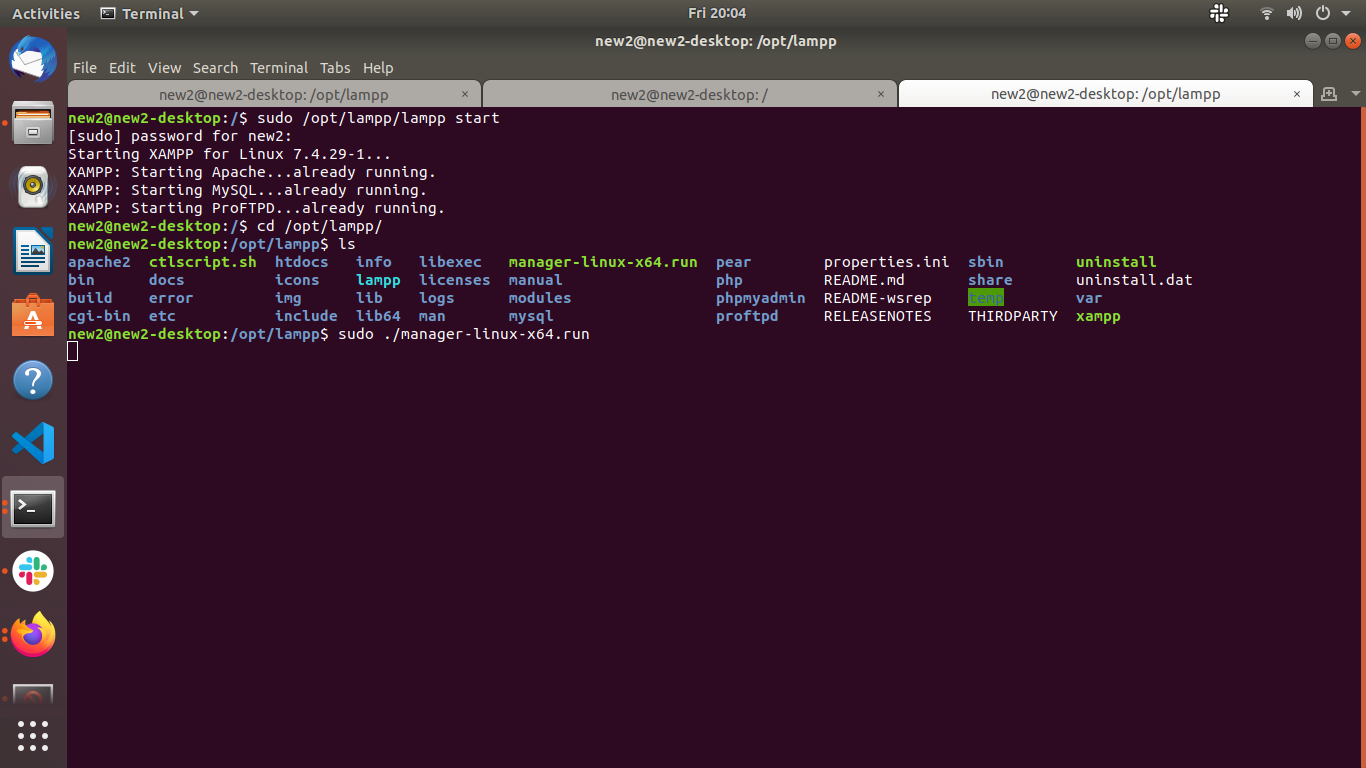 Activities Terminal Fri 20:04
new2@new2-desktop: /opt/lampp
File Edit View Search Terminal Tabs Help
new2@new2-desktop: /opt/lampp × new2@new2-desktop: / × new2@new2-desktop: /opt/lampp ×
new2@new2-desktop:/$ sudo /opt/lampp/lampp start
[sudo] password for new2:
Starting XAMPP for Linux 7.4.29-1...
XAMPP: Starting Apache...already running.
XAMPP: Starting MySQL...already running.
XAMPP: Starting ProFTPD...already running.
new2@new2-desktop:/$ cd /opt/lampp/
new2@new2-desktop:/opt/lampp$ ls
apache2 ctlscript.sh htdocs info libexec manager-linux-x64.run pear properties.ini sbin uninstall
bin docs icons lampp licenses manual php README.md share uninstall.dat
build error img lib logs modules phpmyadmin README-wsrep temp var
cgi-bin etc include lib64 man mysql proftpd RELEASENOTES THIRDPARTY xampp
new2@new2-desktop:/opt/lampp$ sudo ./manager-linux-x64.run